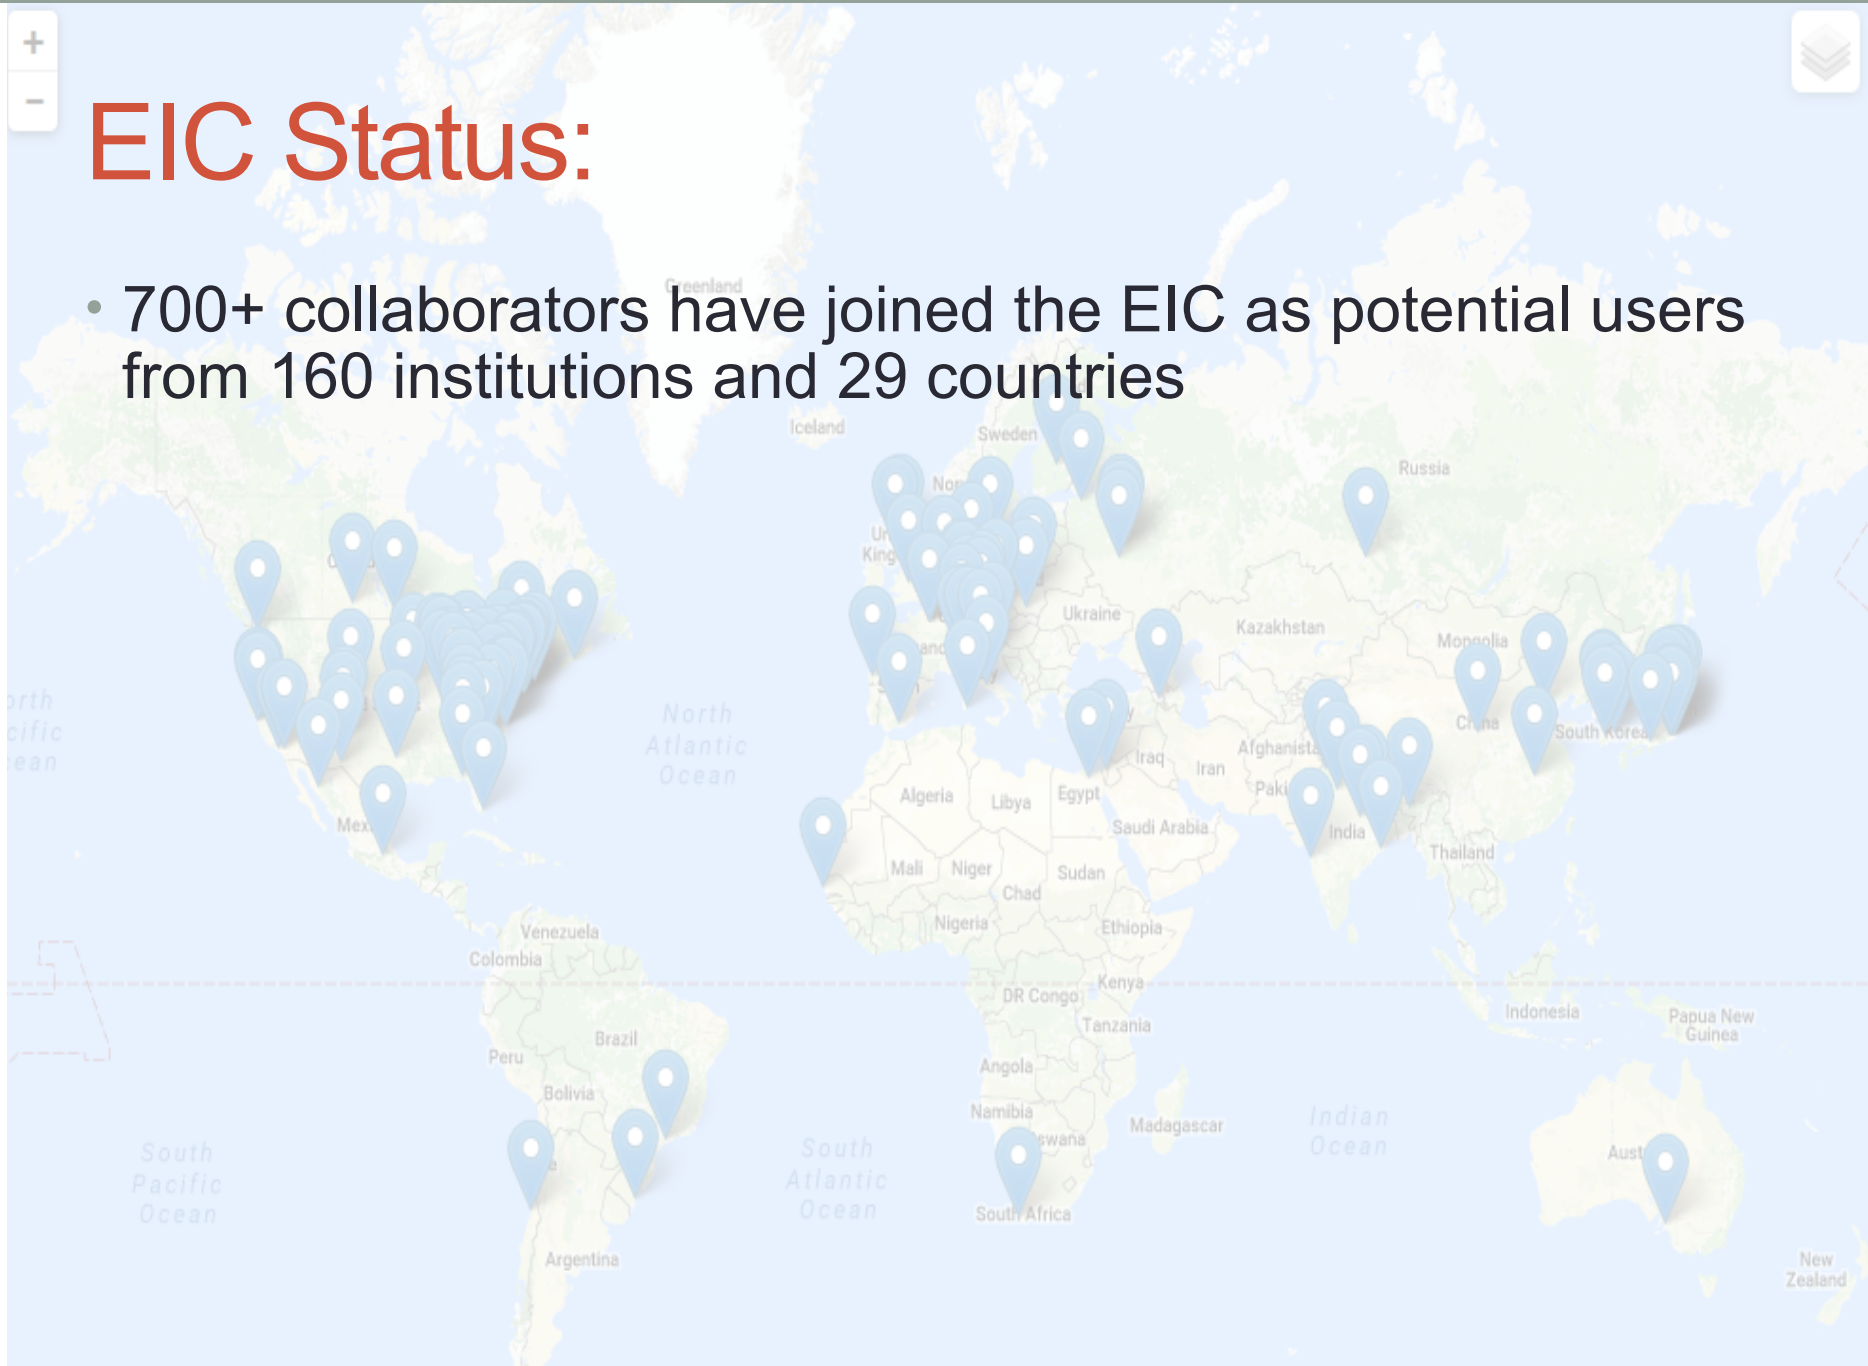 +
−
EIC Status:
Greenland
• 700+ collaborators have joined the EIC as potential users
from 160 institutions and 29 countries
Iceland
Sweden
Russia
Ukraine
Kazakhstan
Mongolia
North
Atlantic
Ocean
China
South Korea
Iraq
Iran
Algeria
Libya
Egypt
Saudi Arabia
India
Thailand
Mali
Niger
Chad
Sudan
Nigeria
Ethiopia
Venezuela
Colombia
DR Congo
Kenya
Tanzania
Indonesia
Papua New
Guinea
Brazil
Peru
Bolivia
Angola
Namibia
Madagascar
Indian
Ocean
South
Pacific
Ocean
South
Atlantic
Ocean
South Africa
Argentina
New
Zealand